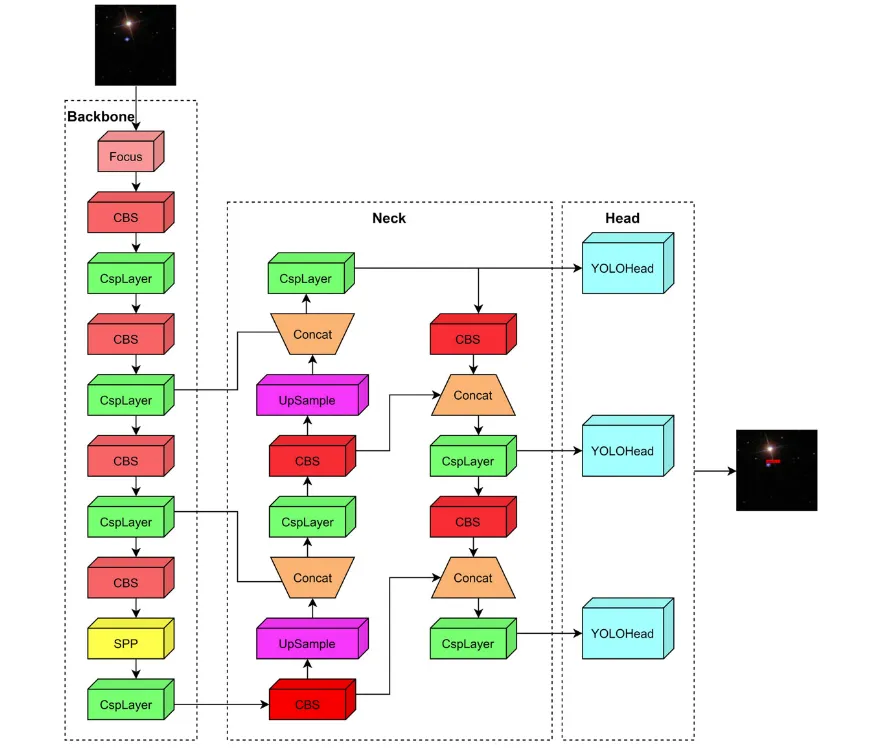 Backbone
Focus
CBS
CspLayer
CBS
CspLayer
CBS
CspLayer
CBS
SPP
CspLayer
Neck
CspLayer
Concat
UpSample
CBS
CspLayer
Concat
UpSample
CBS
CBS
Concat
CspLayer
CBS
Concat
CspLayer
Head
YOLOHead
YOLOHead
YOLOHead